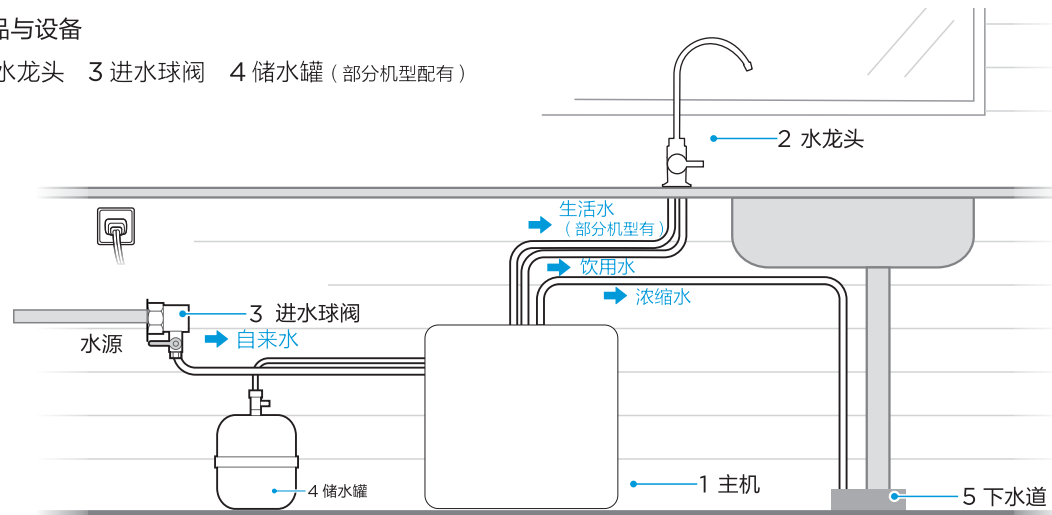 品与设备
水龙头 3 进水球阀 4 储水罐 ( 部分机型配有 )
2 水龙头
生活水
( 部分机型有 )
饮用水
浓缩水
3 进水球阀
自来水
水源
1 主机
4 储水罐
5 下水道